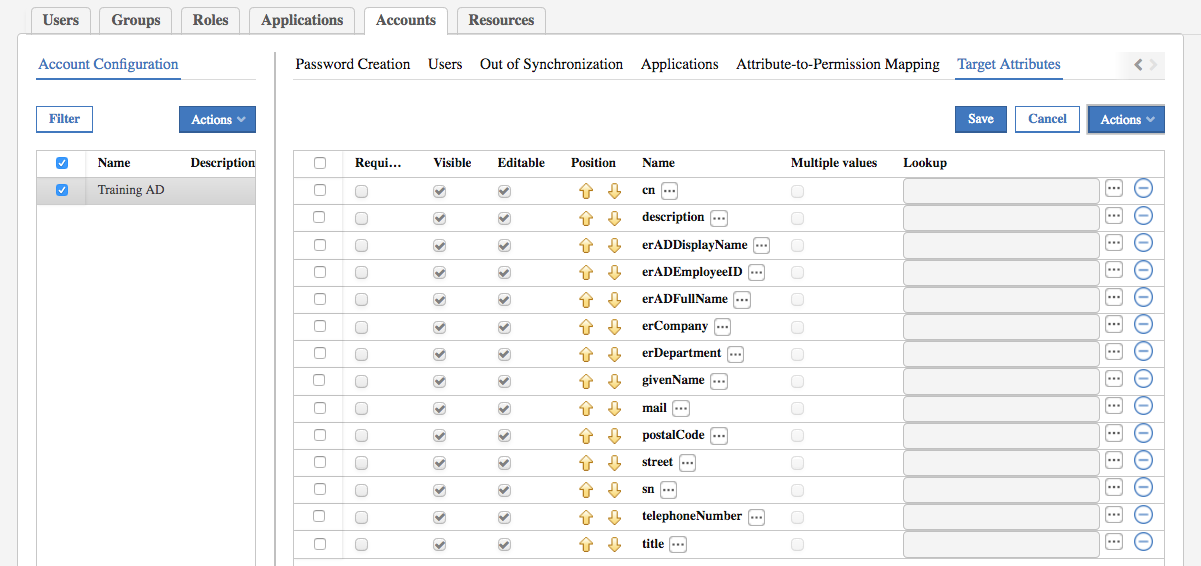 Users Groups Roles Applications Accounts Resources
Account Configuration
Password Creation Users Out of Synchronization Applications Attribute-to-Permission Mapping Target Attributes
Filter Actions
Save Cancel Actions
Name Description
Training AD
Requi... Visible Editable Position Name Multiple values Lookup
cn
description
erADDisplayName
erADEmployeeID
erADFullName
erCompany
erDepartment
givenName
mail
postalCode
street
sn
telephoneNumber
title